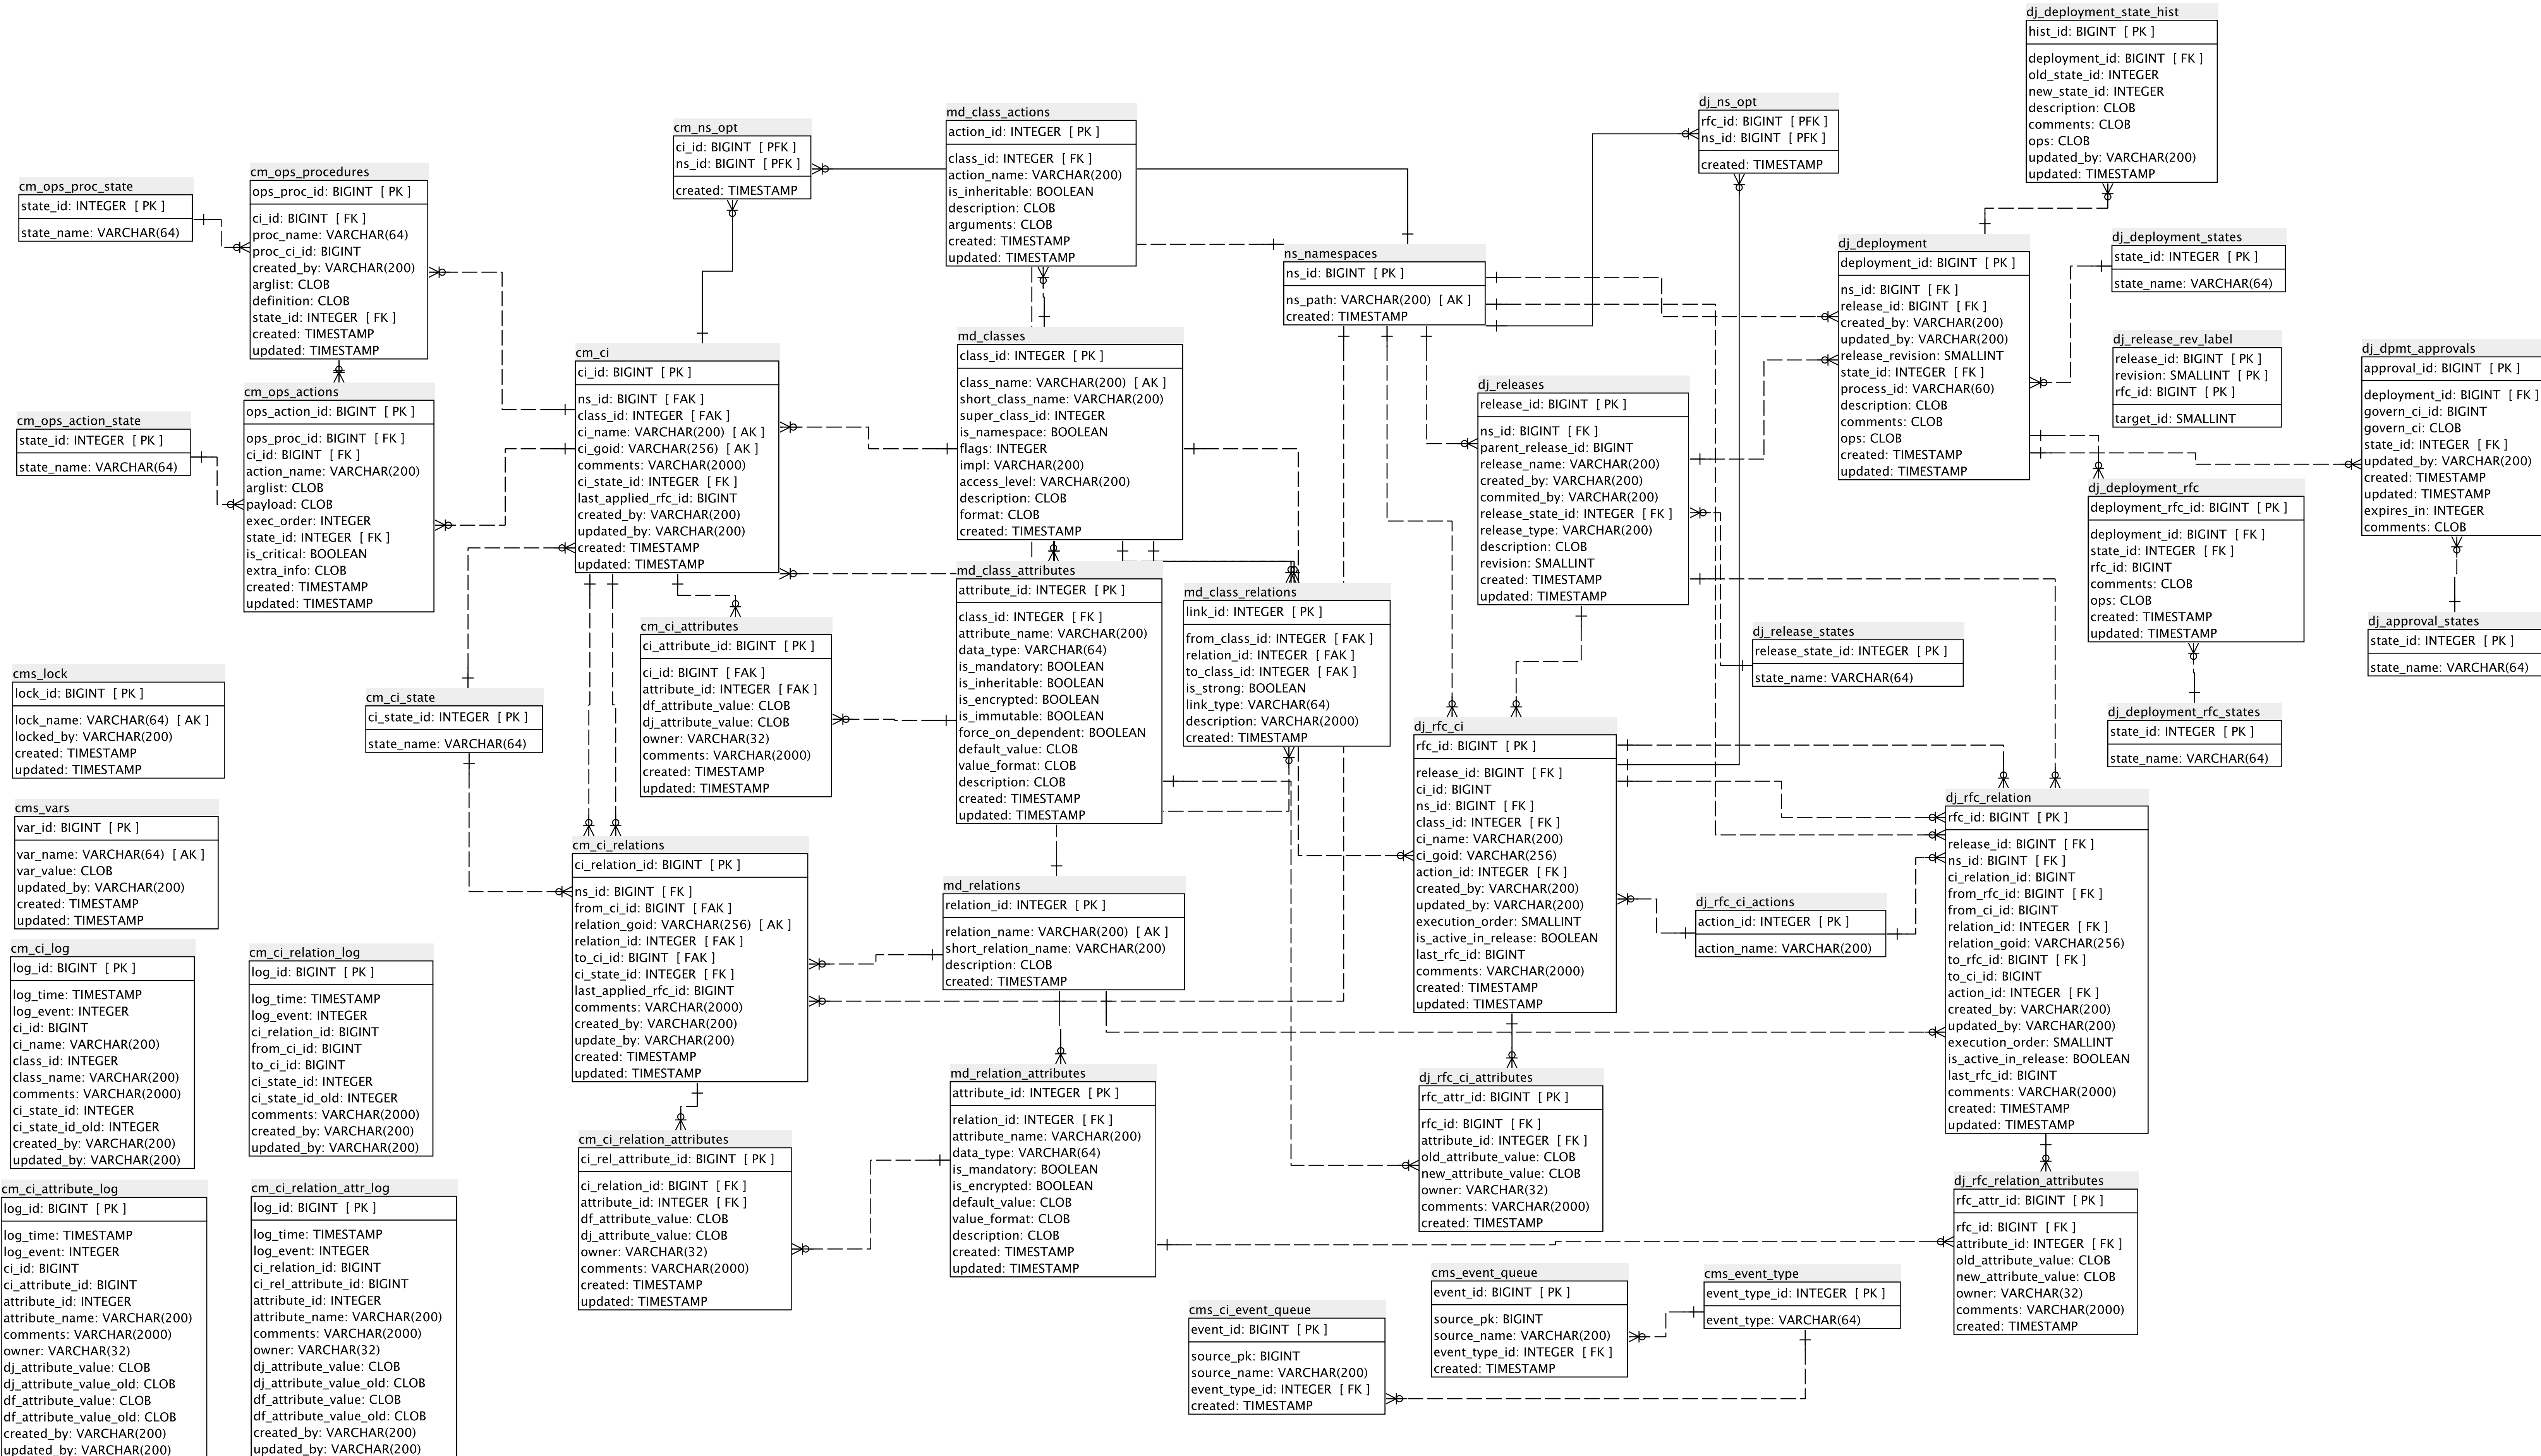 cm_ops_proc_state
state_id: INTEGER [ PK ]
state_name: VARCHAR(64)
cm_ops_procedures
ops_proc_id: BIGINT [ PK ]
ci_id: BIGINT [ FK ]
proc_name: VARCHAR(64)
proc_ci_id: BIGINT
created_by: VARCHAR(200)
arglist: CLOB
definition: CLOB
state_id: INTEGER [ FK ]
created: TIMESTAMP
updated: TIMESTAMP
cm_ops_action_state
state_id: INTEGER [ PK ]
state_name: VARCHAR(64)
cm_ops_actions
ops_action_id: BIGINT [ PK ]
ops_proc_id: BIGINT [ FK ]
ci_id: BIGINT [ FK ]
action_name: VARCHAR(200)
arglist: CLOB
payload: CLOB
exec_order: INTEGER
state_id: INTEGER [ FK ]
is_critical: BOOLEAN
extra_info: CLOB
created: TIMESTAMP
updated: TIMESTAMP
cms_lock
lock_id: BIGINT [ PK ]
lock_name: VARCHAR(64) [ AK ]
locked_by: VARCHAR(200)
created: TIMESTAMP
updated: TIMESTAMP
cms_vars
var_id: BIGINT [ PK ]
var_name: VARCHAR(64) [ AK ]
var_value: CLOB
updated_by: VARCHAR(200)
created: TIMESTAMP
updated: TIMESTAMP
cm_ci_log
log_id: BIGINT [ PK ]
log_time: TIMESTAMP
log_event: INTEGER
ci_id: BIGINT
ci_name: VARCHAR(200)
class_id: INTEGER
class_name: VARCHAR(200)
comments: VARCHAR(2000)
ci_state_id: INTEGER
ci_state_id_old: INTEGER
created_by: VARCHAR(200)
updated_by: VARCHAR(200)
cm_ci_relation_log
log_id: BIGINT [ PK ]
log_time: TIMESTAMP
log_event: INTEGER
ci_relation_id: BIGINT
from_ci_id: BIGINT
to_ci_id: BIGINT
ci_state_id: INTEGER
ci_state_id_old: INTEGER
comments: VARCHAR(2000)
created_by: VARCHAR(200)
updated_by: VARCHAR(200)
cm_ci_attribute_log
log_id: BIGINT [ PK ]
log_time: TIMESTAMP
log_event: INTEGER
ci_id: BIGINT
ci_attribute_id: BIGINT
attribute_id: INTEGER
attribute_name: VARCHAR(200)
comments: VARCHAR(2000)
owner: VARCHAR(32)
dj_attribute_value: CLOB
dj_attribute_value_old: CLOB
df_attribute_value: CLOB
df_attribute_value_old: CLOB
created_by: VARCHAR(200)
updated_by: VARCHAR(200)
cm_ci_relation_attr_log
log_id: BIGINT [ PK ]
log_time: TIMESTAMP
log_event: INTEGER
ci_relation_id: BIGINT
ci_rel_attribute_id: BIGINT
attribute_id: INTEGER
attribute_name: VARCHAR(200)
comments: VARCHAR(2000)
owner: VARCHAR(32)
dj_attribute_value: CLOB
dj_attribute_value_old: CLOB
df_attribute_value: CLOB
df_attribute_value_old: CLOB
created_by: VARCHAR(200)
updated_by: VARCHAR(200)
cm_ci_state
ci_state_id: INTEGER [ PK ]
state_name: VARCHAR(64)
cm_ns_opt
ci_id: BIGINT [ PFK ]
ns_id: BIGINT [ PFK ]
created: TIMESTAMP
cm_ci
ci_id: BIGINT [ PK ]
ns_id: BIGINT [ FAK ]
class_id: INTEGER [ FAK ]
ci_name: VARCHAR(200) [ AK ]
ci_goid: VARCHAR(256) [ AK ]
comments: VARCHAR(2000)
ci_state_id: INTEGER [ FK ]
last_applied_rfc_id: BIGINT
created_by: VARCHAR(200)
updated_by: VARCHAR(200)
created: TIMESTAMP
updated: TIMESTAMP
cm_ci_attributes
ci_attribute_id: BIGINT [ PK ]
ci_id: BIGINT [ FAK ]
attribute_id: INTEGER [ FAK ]
df_attribute_value: CLOB
dj_attribute_value: CLOB
owner: VARCHAR(32)
comments: VARCHAR(2000)
created: TIMESTAMP
updated: TIMESTAMP
cm_ci_relations
ci_relation_id: BIGINT [ PK ]
ns_id: BIGINT [ FK ]
from_ci_id: BIGINT [ FAK ]
relation_goid: VARCHAR(256) [ AK ]
relation_id: INTEGER [ FAK ]
to_ci_id: BIGINT [ FAK ]
ci_state_id: INTEGER [ FK ]
last_applied_rfc_id: BIGINT
comments: VARCHAR(2000)
created_by: VARCHAR(200)
update_by: VARCHAR(200)
created: TIMESTAMP
updated: TIMESTAMP
cm_ci_relation_attributes
ci_rel_attribute_id: BIGINT [ PK ]
ci_relation_id: BIGINT [ FK ]
attribute_id: INTEGER [ FK ]
df_attribute_value: CLOB
dj_attribute_value: CLOB
owner: VARCHAR(32)
comments: VARCHAR(2000)
created: TIMESTAMP
updated: TIMESTAMP
md_class_actions
action_id: INTEGER [ PK ]
class_id: INTEGER [ FK ]
action_name: VARCHAR(200)
is_inheritable: BOOLEAN
description: CLOB
arguments: CLOB
created: TIMESTAMP
updated: TIMESTAMP
md_classes
class_id: INTEGER [ PK ]
class_name: VARCHAR(200) [ AK ]
short_class_name: VARCHAR(200)
super_class_id: INTEGER
is_namespace: BOOLEAN
flags: INTEGER
impl: VARCHAR(200)
access_level: VARCHAR(200)
description: CLOB
format: CLOB
created: TIMESTAMP
md_class_attributes
attribute_id: INTEGER [ PK ]
class_id: INTEGER [ FK ]
attribute_name: VARCHAR(200)
data_type: VARCHAR(64)
is_mandatory: BOOLEAN
is_inheritable: BOOLEAN
is_encrypted: BOOLEAN
is_immutable: BOOLEAN
force_on_dependent: BOOLEAN
default_value: CLOB
value_format: CLOB
description: CLOB
created: TIMESTAMP
updated: TIMESTAMP
md_class_relations
link_id: INTEGER [ PK ]
from_class_id: INTEGER [ FAK ]
relation_id: INTEGER [ FAK ]
to_class_id: INTEGER [ FAK ]
is_strong: BOOLEAN
link_type: VARCHAR(64)
description: VARCHAR(2000)
created: TIMESTAMP
md_relations
relation_id: INTEGER [ PK ]
relation_name: VARCHAR(200) [ AK ]
short_relation_name: VARCHAR(200)
description: CLOB
created: TIMESTAMP
md_relation_attributes
attribute_id: INTEGER [ PK ]
relation_id: INTEGER [ FK ]
attribute_name: VARCHAR(200)
data_type: VARCHAR(64)
is_mandatory: BOOLEAN
is_encrypted: BOOLEAN
default_value: CLOB
value_format: CLOB
description: CLOB
created: TIMESTAMP
updated: TIMESTAMP
ns_namespaces
ns_id: BIGINT [ PK ]
ns_path: VARCHAR(200) [ AK ]
created: TIMESTAMP
dj_ns_opt
rfc_id: BIGINT [ PFK ]
ns_id: BIGINT [ PFK ]
created: TIMESTAMP
dj_releases
release_id: BIGINT [ PK ]
ns_id: BIGINT [ FK ]
parent_release_id: BIGINT
release_name: VARCHAR(200)
created_by: VARCHAR(200)
commited_by: VARCHAR(200)
release_state_id: INTEGER [ FK ]
release_type: VARCHAR(200)
description: CLOB
revision: SMALLINT
created: TIMESTAMP
updated: TIMESTAMP
dj_release_states
release_state_id: INTEGER [ PK ]
state_name: VARCHAR(64)
dj_rfc_ci
rfc_id: BIGINT [ PK ]
release_id: BIGINT [ FK ]
ci_id: BIGINT
ns_id: BIGINT [ FK ]
class_id: INTEGER [ FK ]
ci_name: VARCHAR(200)
ci_goid: VARCHAR(256)
action_id: INTEGER [ FK ]
created_by: VARCHAR(200)
updated_by: VARCHAR(200)
execution_order: SMALLINT
is_active_in_release: BOOLEAN
last_rfc_id: BIGINT
comments: VARCHAR(2000)
created: TIMESTAMP
updated: TIMESTAMP
dj_rfc_ci_actions
action_id: INTEGER [ PK ]
action_name: VARCHAR(200)
dj_rfc_ci_attributes
rfc_attr_id: BIGINT [ PK ]
rfc_id: BIGINT [ FK ]
attribute_id: INTEGER [ FK ]
old_attribute_value: CLOB
new_attribute_value: CLOB
owner: VARCHAR(32)
comments: VARCHAR(2000)
created: TIMESTAMP
cms_ci_event_queue
event_id: BIGINT [ PK ]
source_pk: BIGINT
source_name: VARCHAR(200)
event_type_id: INTEGER [ FK ]
created: TIMESTAMP
cms_event_queue
event_id: BIGINT [ PK ]
source_pk: BIGINT
source_name: VARCHAR(200)
event_type_id: INTEGER [ FK ]
created: TIMESTAMP
cms_event_type
event_type_id: INTEGER [ PK ]
event_type: VARCHAR(64)
dj_deployment_state_hist
hist_id: BIGINT [ PK ]
deployment_id: BIGINT [ FK ]
old_state_id: INTEGER
new_state_id: INTEGER
description: CLOB
comments: CLOB
ops: CLOB
updated_by: VARCHAR(200)
updated: TIMESTAMP
dj_deployment
deployment_id: BIGINT [ PK ]
ns_id: BIGINT [ FK ]
release_id: BIGINT [ FK ]
created_by: VARCHAR(200)
updated_by: VARCHAR(200)
release_revision: SMALLINT
state_id: INTEGER [ FK ]
process_id: VARCHAR(60)
description: CLOB
comments: CLOB
ops: CLOB
created: TIMESTAMP
updated: TIMESTAMP
dj_deployment_states
state_id: INTEGER [ PK ]
state_name: VARCHAR(64)
dj_release_rev_label
release_id: BIGINT [ PK ]
revision: SMALLINT [ PK ]
rfc_id: BIGINT [ PK ]
target_id: SMALLINT
dj_dpmt_approvals
approval_id: BIGINT [ PK ]
deployment_id: BIGINT [ FK ]
govern_ci_id: BIGINT
govern_ci: CLOB
state_id: INTEGER [ FK ]
updated_by: VARCHAR(200)
created: TIMESTAMP
updated: TIMESTAMP
expires_in: INTEGER
comments: CLOB
dj_approval_states
state_id: INTEGER [ PK ]
state_name: VARCHAR(64)
dj_deployment_rfc
deployment_rfc_id: BIGINT [ PK ]
deployment_id: BIGINT [ FK ]
state_id: INTEGER [ FK ]
rfc_id: BIGINT
comments: CLOB
ops: CLOB
created: TIMESTAMP
updated: TIMESTAMP
dj_deployment_rfc_states
state_id: INTEGER [ PK ]
state_name: VARCHAR(64)
dj_rfc_relation
rfc_id: BIGINT [ PK ]
release_id: BIGINT [ FK ]
ns_id: BIGINT [ FK ]
ci_relation_id: BIGINT
from_rfc_id: BIGINT [ FK ]
from_ci_id: BIGINT
relation_id: INTEGER [ FK ]
relation_goid: VARCHAR(256)
to_rfc_id: BIGINT [ FK ]
to_ci_id: BIGINT
action_id: INTEGER [ FK ]
created_by: VARCHAR(200)
updated_by: VARCHAR(200)
execution_order: SMALLINT
is_active_in_release: BOOLEAN
last_rfc_id: BIGINT
comments: VARCHAR(2000)
created: TIMESTAMP
updated: TIMESTAMP
dj_rfc_relation_attributes
rfc_attr_id: BIGINT [ PK ]
rfc_id: BIGINT [ FK ]
attribute_id: INTEGER [ FK ]
old_attribute_value: CLOB
new_attribute_value: CLOB
owner: VARCHAR(32)
comments: VARCHAR(2000)
created: TIMESTAMP